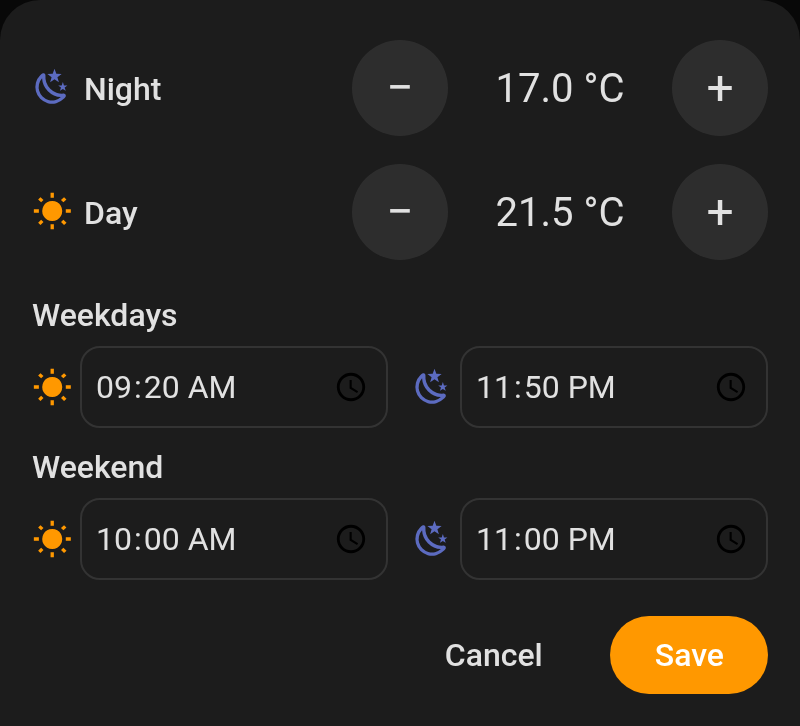 Night − 17.0 °C +
Day − 21.5 °C +
Weekdays
09:20 AM 11:50 PM
Weekend
10:00 AM 11:00 PM
Cancel Save